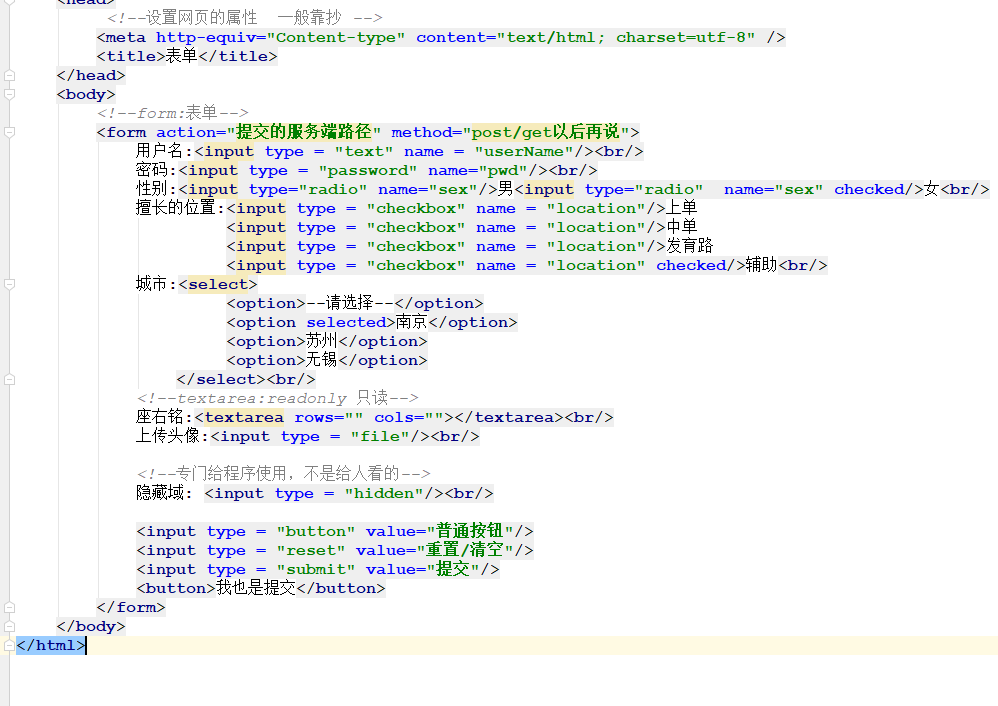 <head>
<!--设置网页的属性  一般靠抄 -->
<meta http-equiv="Content-type" content="text/html; charset=utf-8" />
<title>表单</title>
</head>
<body>
<!--form:表单-->
<form action="提交的服务端路径" method="post/get以后再说">
用户名:<input type = "text" name = "userName"/><br/>
密码:<input type = "password" name="pwd"/><br/>
性别:<input type="radio" name="sex"/>男<input type="radio"  name="sex" checked/>女<br/>
擅长的位置:<input type = "checkbox" name = "location"/>上单
<input type = "checkbox" name = "location"/>中单
<input type = "checkbox" name = "location"/>发育路
<input type = "checkbox" name = "location" checked/>辅助<br/>
城市:<select>
<option>--请选择--</option>
<option selected>南京</option>
<option>苏州</option>
<option>无锡</option>
</select><br/>
<!--textarea:readonly 只读-->
座右铭:<textarea rows="" cols=""></textarea><br/>
上传头像:<input type = "file"/><br/>
<!--专门给程序使用，不是给人看的-->
隐藏域: <input type = "hidden"/><br/>
<input type = "button" value="普通按钮"/>
<input type = "reset" value="重置/清空"/>
<input type = "submit" value="提交"/>
<button>我也是提交</button>
</form>
</body>
</html>